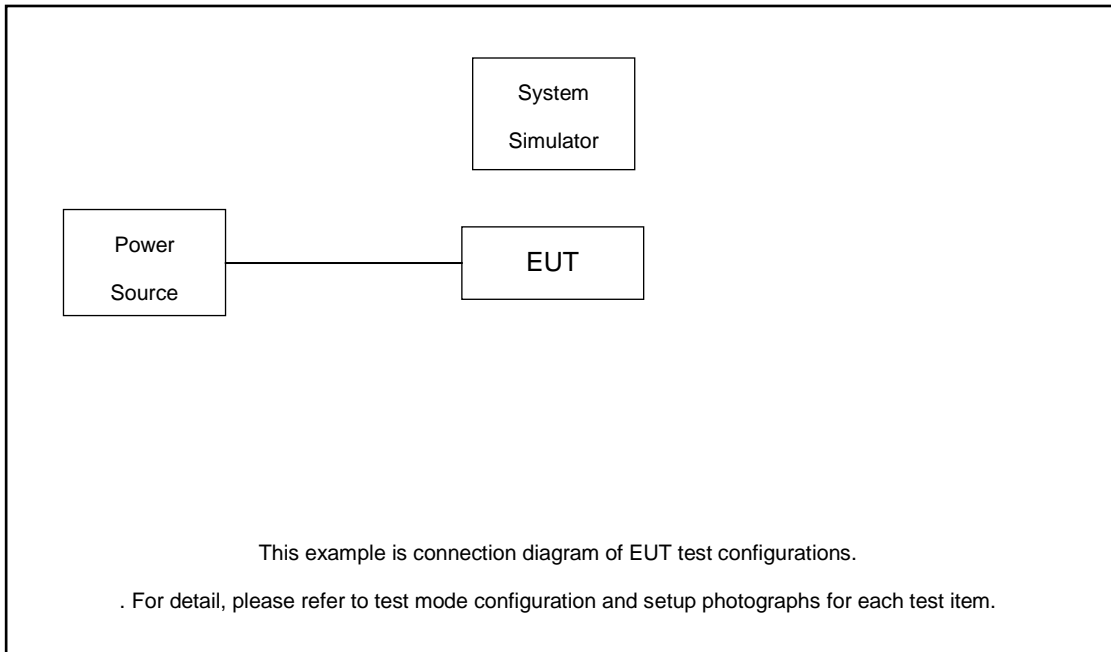 System
Simulator
Power
Source
EUT
This example is connection diagram of EUT test configurations.
. For detail, please refer to test mode configuration and setup photographs for each test item.